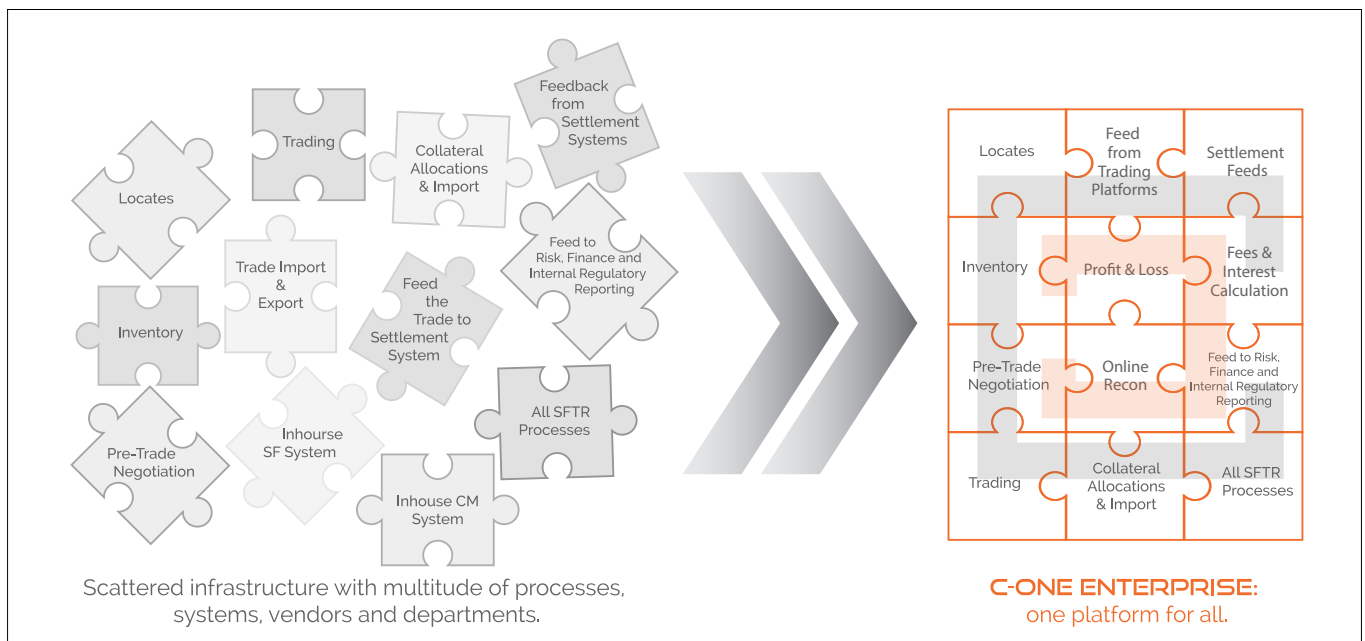 Feedback
from
Settlement
Systems
Trading
Collateral
Allocations
& Import
Locates
Trade Import
&
Export
Feed to
Risk, Finance and
Internal Regulatory
Reporting
Feed
the
Trade to
Settlement
System
Inventory
All SFTR
Processes
Inhourse
SF System
Pre-Trade
Negotiation
Inhouse CM
System
Scattered infrastructure with multitude of processes,
systems, vendors and departments.
Locates
Feed
from
Trading
Platforms
Settlement
Feeds
Inventory
Profit & Loss
Fees &
Interest
Calculation
Pre-Trade
Negotiation
Online
Recon
Feed to Risk,
Finance and
Internal Regulatory
Reporting
Trading
Collateral
Allocations
& Import
All SFTR
Processes
C-ONE ENTERPRISE:
one platform for all.